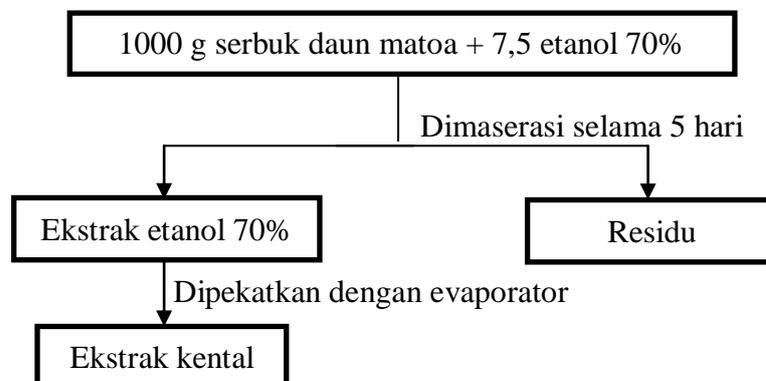 1000 g serbuk daun matoa + 7,5 etanol 70%
Dimaserasi selama 5 hari
Ekstrak etanol 70%
Residu
Dipekatkan dengan evaporator
Ekstrak kental